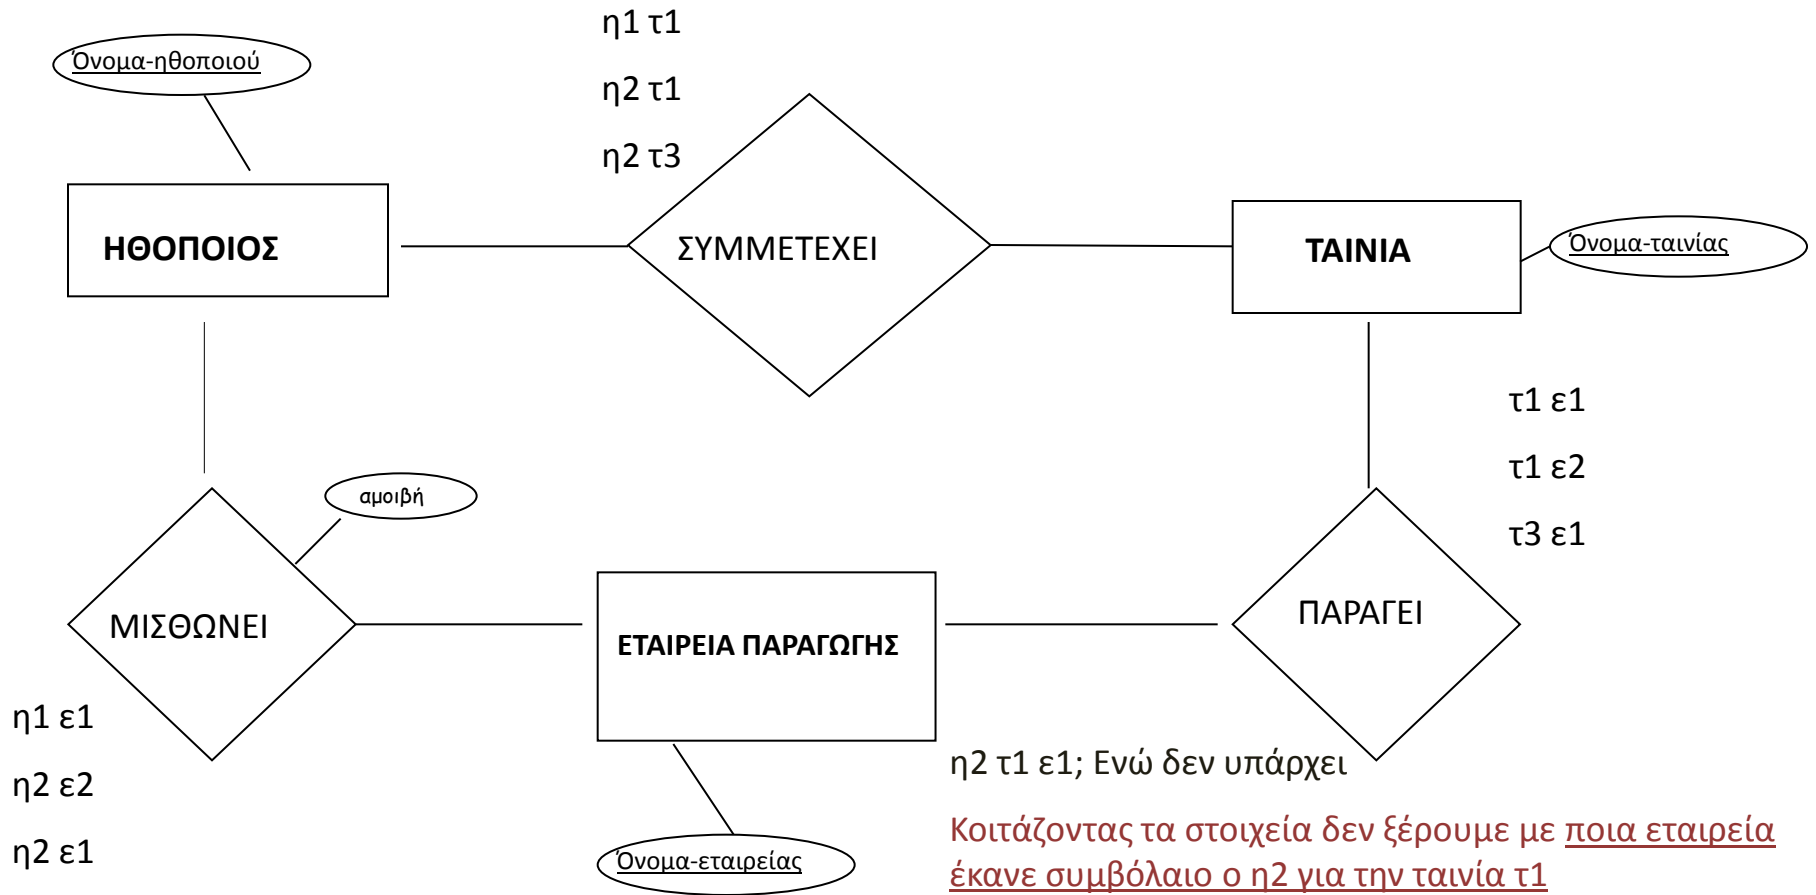 η1 τ1
Όνομα-ηθοποιού
η2 τ1
η2 τ3
ΗΘΟΠΟΙΟΣ
ΣΥΜΜΕΤΕΧΕΙ
ΤΑΙΝΙΑ
Όνομα-ταινίας
τ1 ε1
τ1 ε2
τ3 ε1
αμοιβή
ΜΙΣΘΩΝΕΙ
ΕΤΑΙΡΕΙΑ ΠΑΡΑΓΩΓΗΣ
ΠΑΡΑΓΕΙ
η1 ε1
η2 ε2
η2 ε1
Όνομα-εταιρείας
η2 τ1 ε1; Ενώ δεν υπάρχει
Κοιτάζοντας τα στοιχεία δεν ξέρουμε με ποια εταιρεία
έκανε συμβόλαιο ο η2 για την ταινία τ1